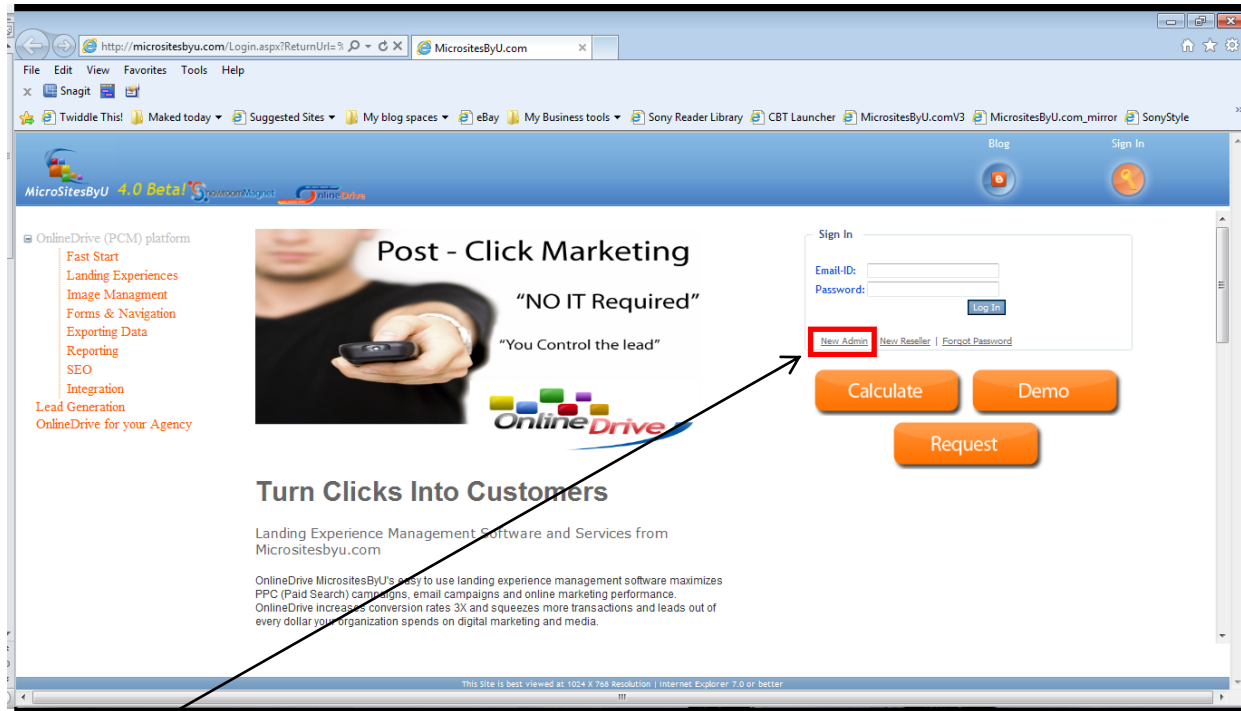 http://micrositesbyu.com/Login.aspx?ReturnUrl=%
MicrositesByU.com
File Edit View Favorites Tools Help
x Snagit
Twiddle This! Maked today Suggested Sites My blog spaces eBay My Business tools Sony Reader Library CBT Launcher MicrositesByU.comV3 MicrositesByU.com_mirror SonyStyle
Blog Sign In
MicroSitesByU 4.0 Beta! ShowroomMagnet OnlineDrive
OnlineDrive (PCM) platform
Fast Start
Landing Experiences
Image Managment
Forms & Navigation
Exporting Data
Reporting
SEO
Integration
Lead Generation
OnlineDrive for your Agency
Post - Click Marketing
“NO IT Required”
“You Control the lead”
OnlineDrive
Sign In
Email-ID:
Password:
Log In
New Admin New Reseller | Forgot Password
Calculate Demo
Request
Turn Clicks Into Customers
Landing Experience Management Software and Services from
Micrositesbyu.com
OnlineDrive MicrositesByU's easy to use landing experience management software maximizes
PPC (Paid Search) campaigns, email campaigns and online marketing performance.
OnlineDrive increases conversion rates 3X and squeezes more transactions and leads out of
every dollar your organization spends on digital marketing and media.
This Site is best viewed at 1024 X 768 Resolution | Internet Explorer 7.0 or better